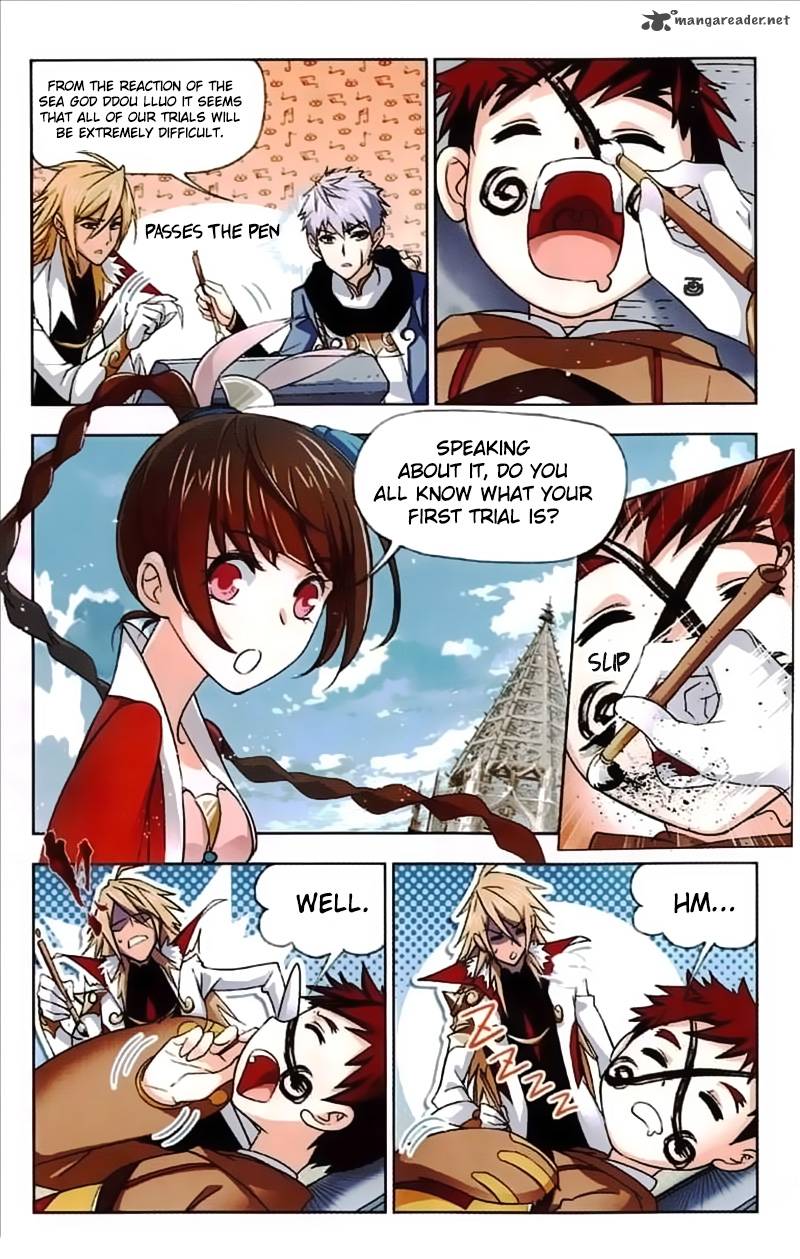 mangareader.net
FROM THE REACTION OF THE
SEA GOD DDOU LLUO IT SEEMS
THAT ALL OF OUR TRIALS WILL
BE EXTREMELY DIFFICULT.
PASSES THE PEN
画
SPEAKING
ABOUT IT, DO YOU
ALL KNOW WHAT YOUR
FIRST TRIAL IS?
SLIP
WELL.
HM...
ZZZZZ